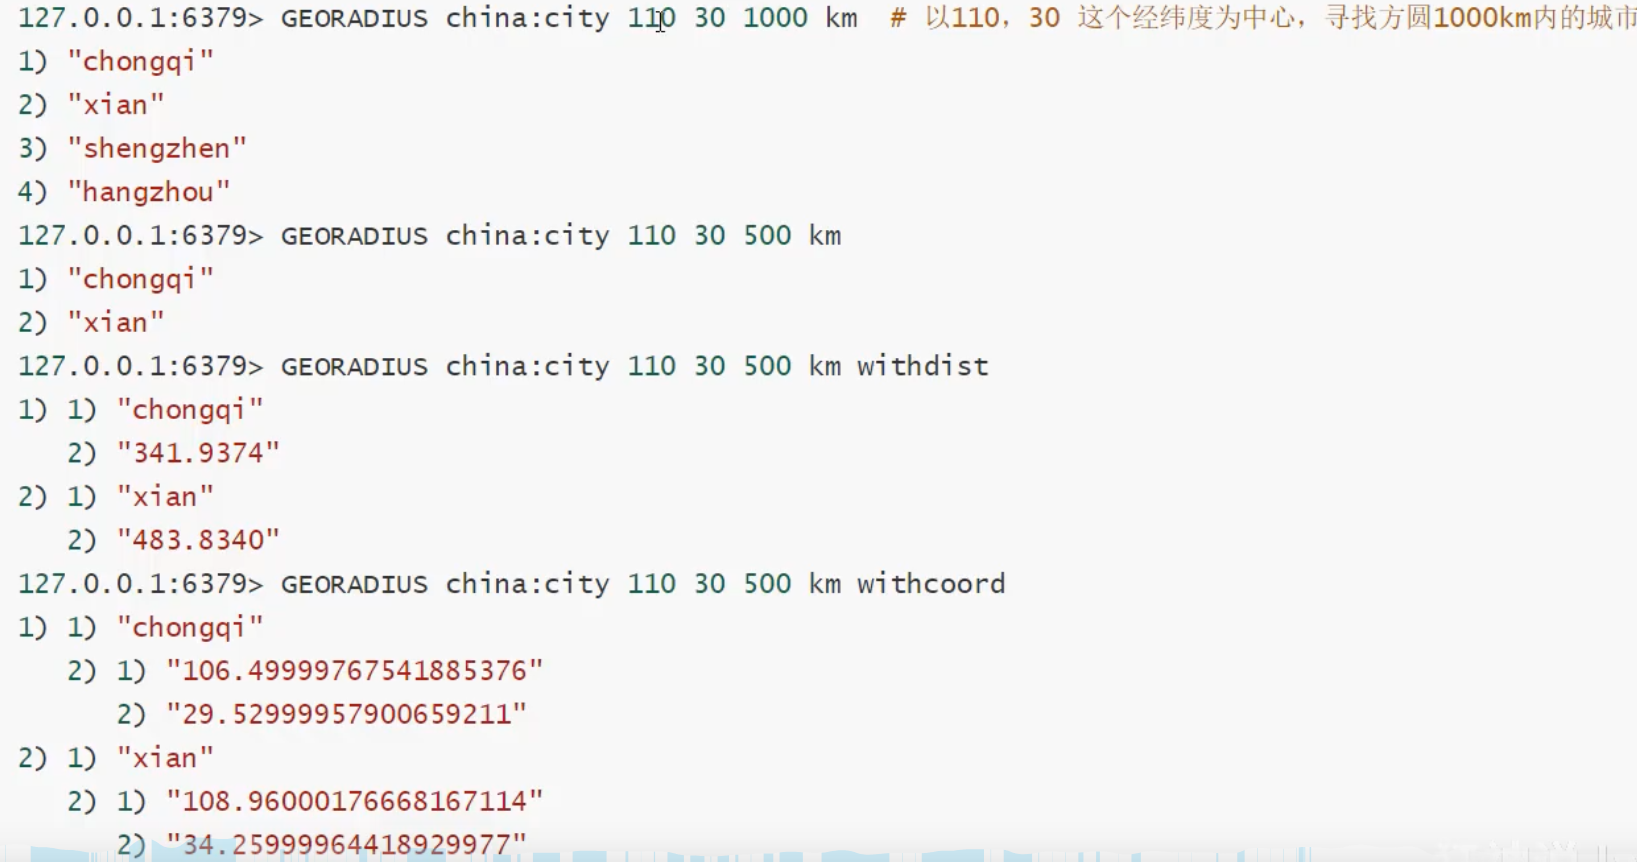 127.0.0.1:6379> GEORADIUS china:city 110 30 1000 km  # 以110，30 这个经纬度为中心，寻找方圆1000km内的城市
1) "chongqi"
2) "xian"
3) "shengzhen"
4) "hangzhou"
127.0.0.1:6379> GEORADIUS china:city 110 30 500 km
1) "chongqi"
2) "xian"
127.0.0.1:6379> GEORADIUS china:city 110 30 500 km withdist
1) 1) "chongqi"
   2) "341.9374"
2) 1) "xian"
   2) "483.8340"
127.0.0.1:6379> GEORADIUS china:city 110 30 500 km withcoord
1) 1) "chongqi"
   2) 1) "106.49999767541885376"
      2) "29.52999957900659211"
2) 1) "xian"
   2) 1) "108.96000176668167114"
      2) "34.25999964418929977"